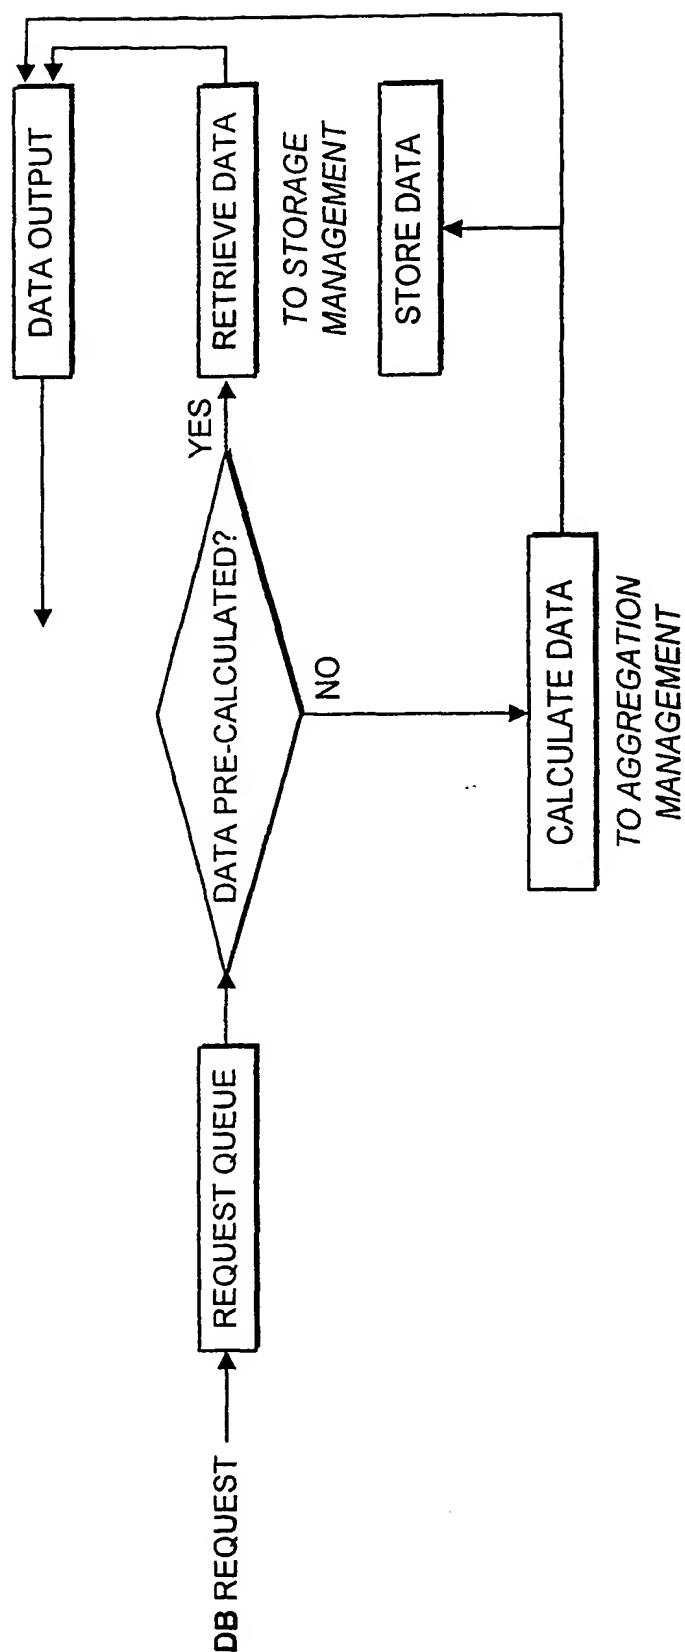 DB REQUEST
REQUEST QUEUE
DATA PRE-CALCULATED?
YES
NO
RETRIEVE DATA
TO STORAGE
MANAGEMENT
DATA OUTPUT
STORE DATA
CALCULATE DATA
TO AGGREGATION
MANAGEMENT